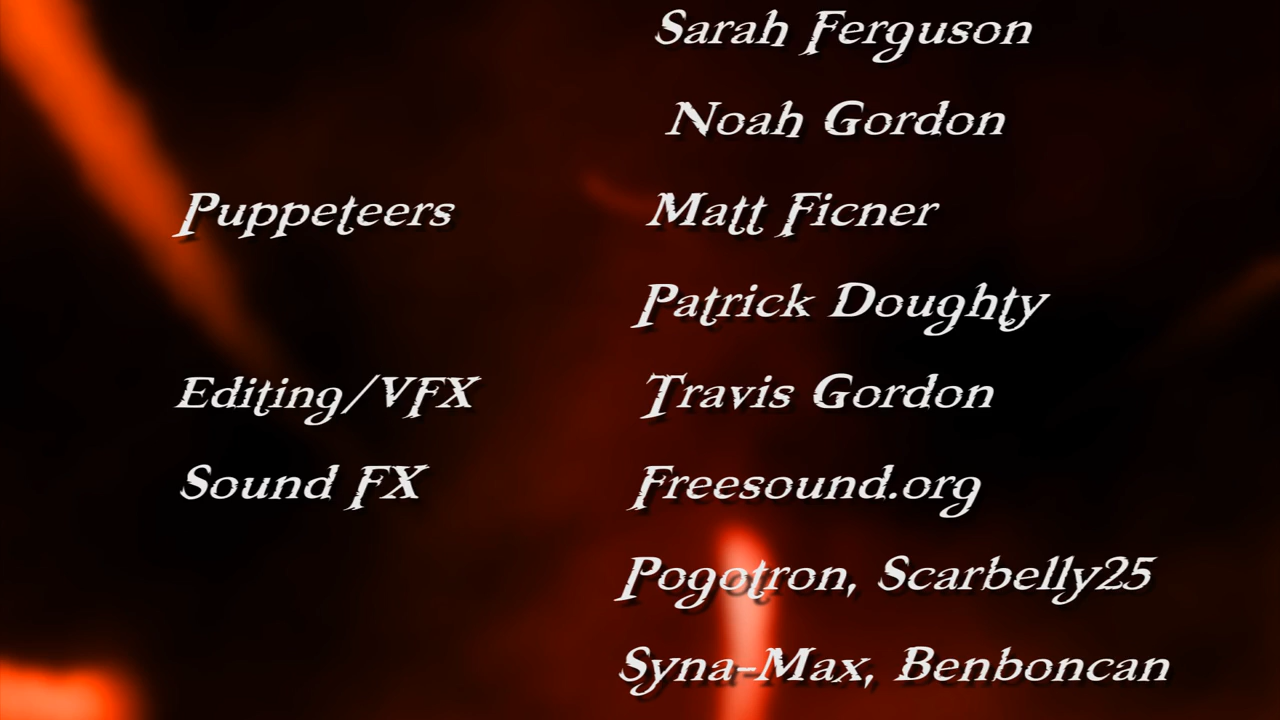 Sarah Ferguson
Noah Gordon
Puppeteers Matt Ficner
Patrick Doughty
Editing/VFX Travis Gordon
Sound FX Freesound.org
Pogotron, Scarbelly25
Syna-Max, Benboncan